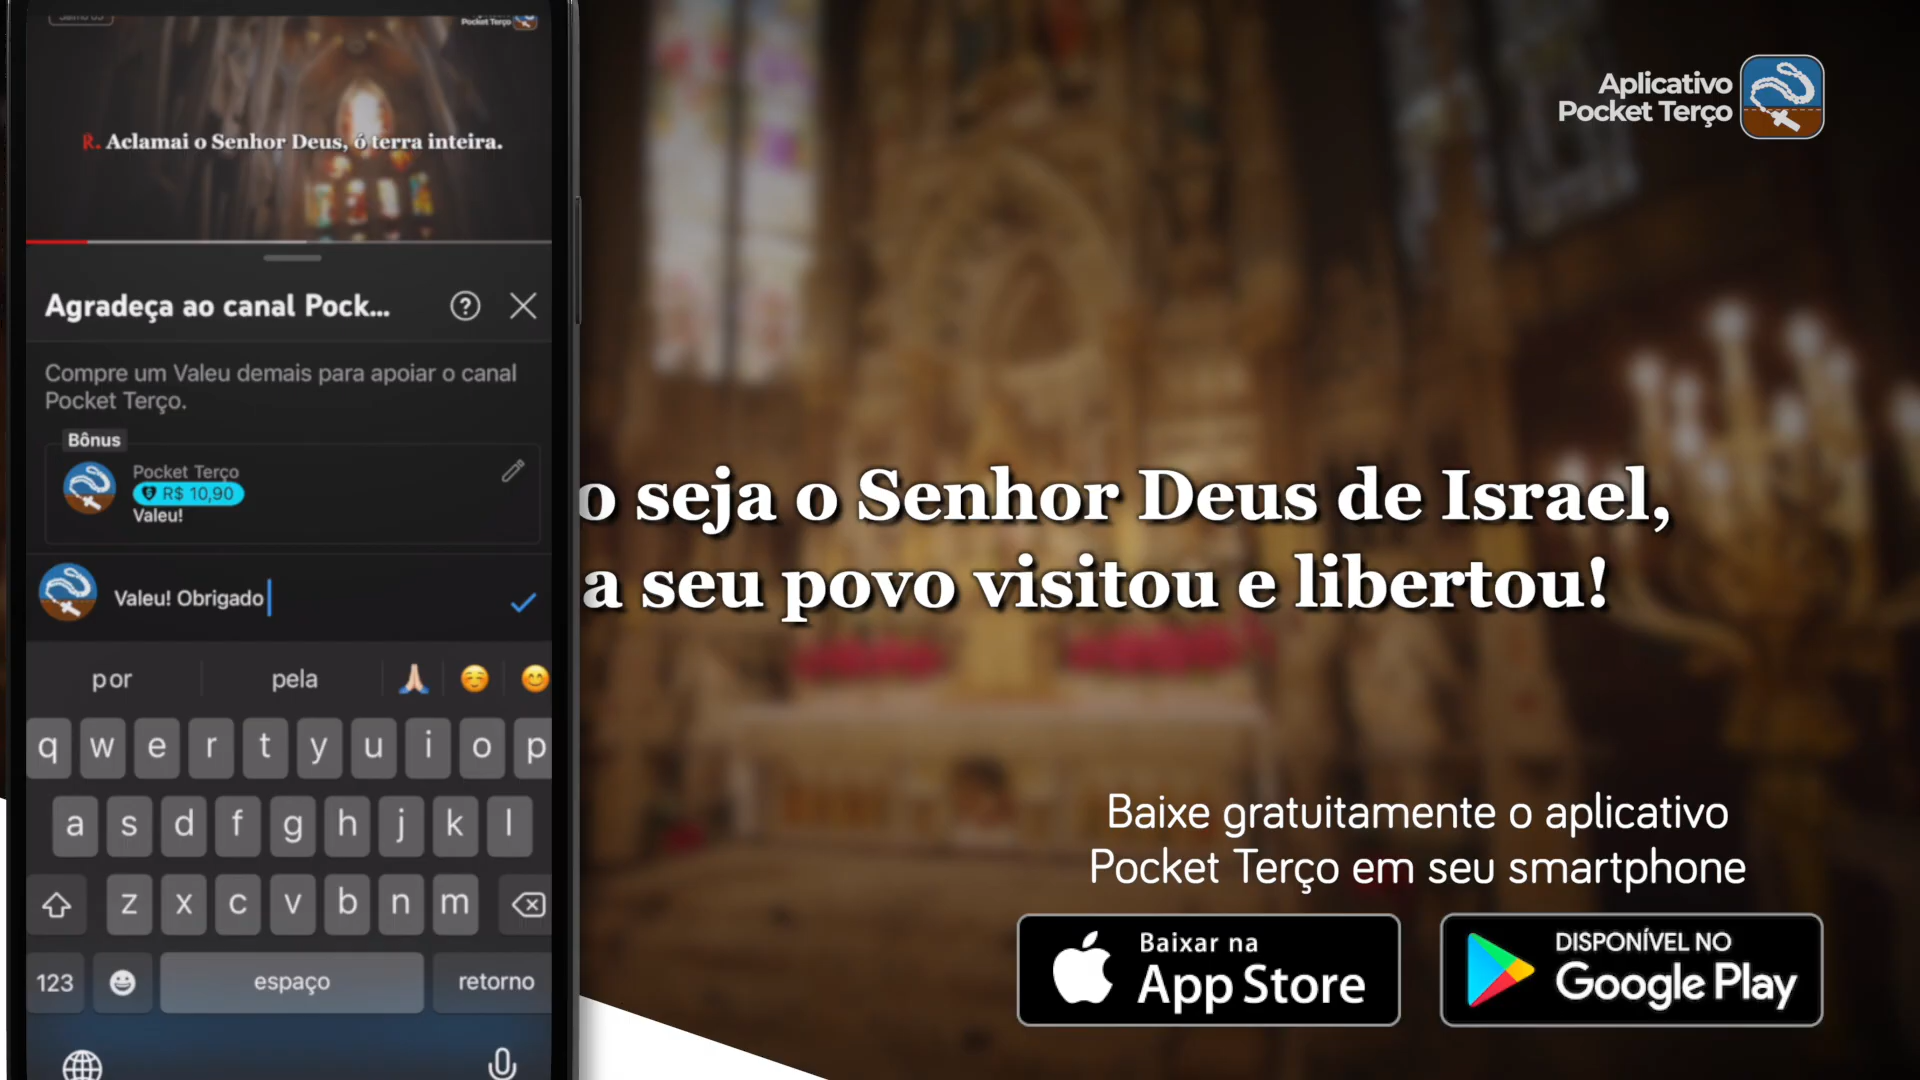 Pocket Terço
R. Aclamai o Senhor Deus, ó terra inteira.
Agradeça ao canal Pock...
Compre um Valeu demais para apoiar o canal
Pocket Terço.
Bônus
Pocket Terço
R$ 10,90
Valeu!
Valeu! Obrigado
por pela
q w e r t y u i o p
a s d f g h j k l
z x c v b n m
123 espaço retorno
Aplicativo
Pocket Terço
o seja o Senhor Deus de Israel,
a seu povo visitou e libertou!
Baixe gratuitamente o aplicativo
Pocket Terço em seu smartphone
Baixar na
App Store
DISPONÍVEL NO
Google Play